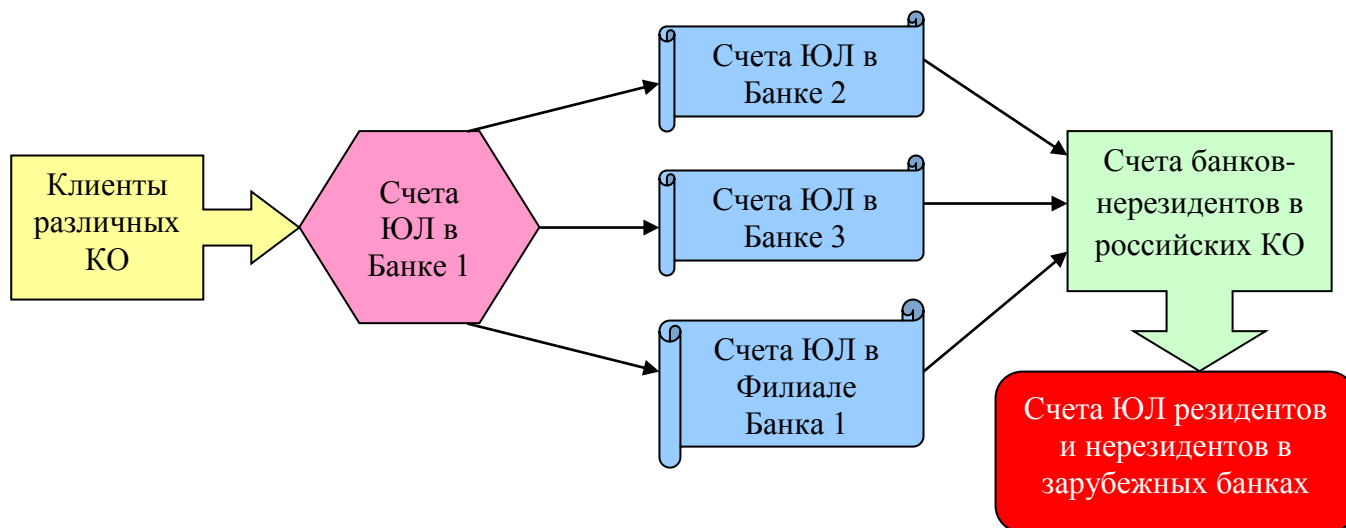 Клиенты
различных
КО
Счета
ЮЛ в
Банке 1
Счета ЮЛ в
Банке 2
Счета ЮЛ в
Банке 3
Счета ЮЛ в
Филиале
Банка 1
Счета банков-
нерезидентов в
российских КО
Счета ЮЛ резидентов
и нерезидентов в
зарубежных банках